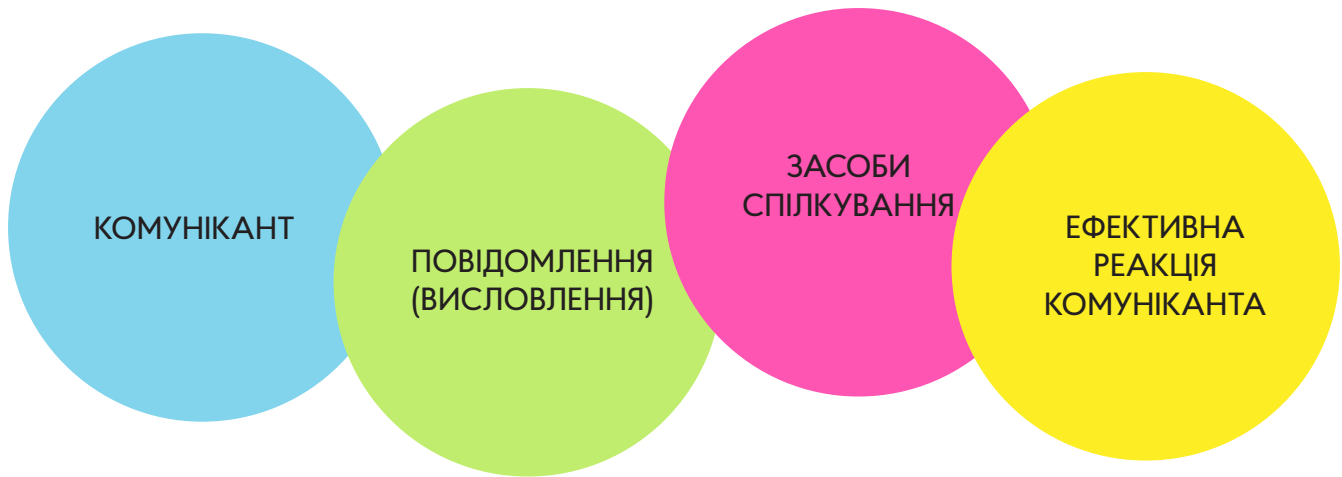 КОМУНІКАНТ
ПОВІДОМЛЕННЯ
(ВИСЛОВЛЕННЯ)
ЗАСОБИ
СПІЛКУВАННЯ
ЕФЕКТИВНА
РЕАКЦІЯ
КОМУНІКАНТА